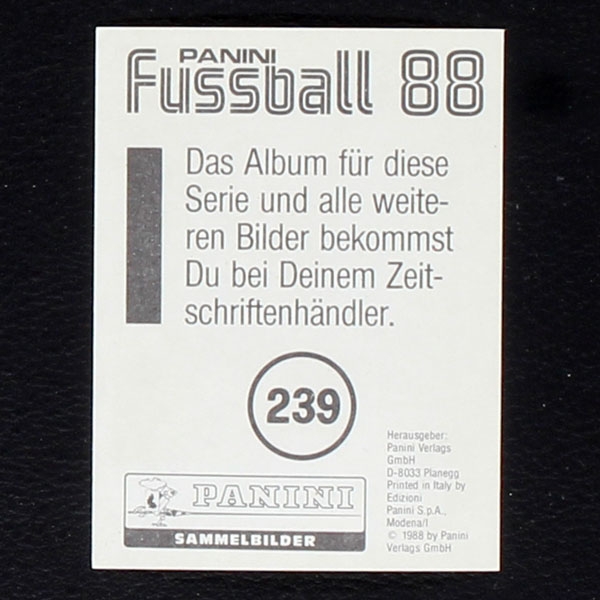 PANINI
Fussball 88
Das Album für diese
Serie und alle weite-
ren Bilder bekommst
Du bei Deinem Zeit-
schriftenhändler.
239
Herausgeber:
Panini Verlags
GmbH
D-8033 Planegg
Printed in Italy by
Edizioni
Panini S.p.A.,
Modena/I
© 1988 by Panini
Verlags GmbH
PANINI
SAMMELBILDER